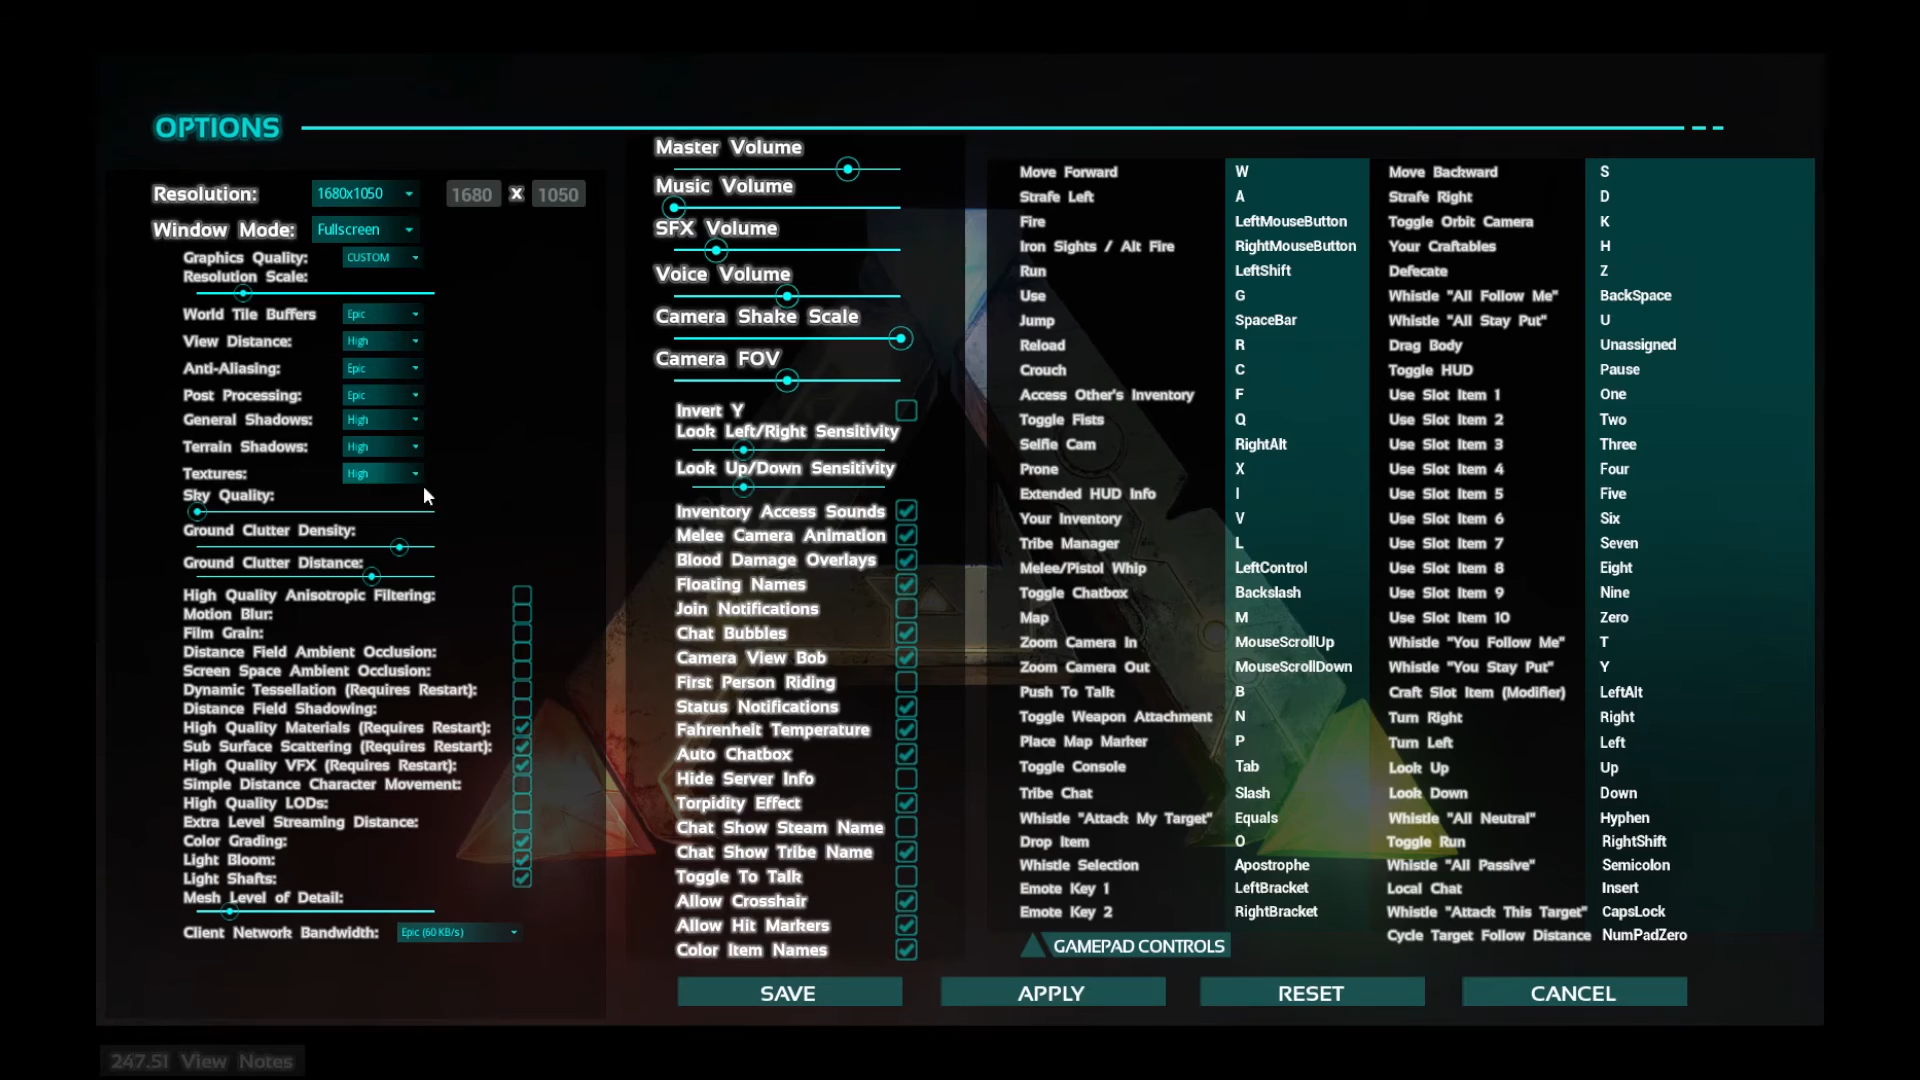 OPTIONS
Resolution: 1680x1050 1680 X 1050
Window Mode: Fullscreen
Graphics Quality: CUSTOM
Resolution Scale:
World Tile Buffers Epic
View Distance: High
Anti-Aliasing: Epic
Post Processing: Epic
General Shadows: High
Terrain Shadows: High
Textures: High
Sky Quality:
Ground Clutter Density:
Ground Clutter Distance:
High Quality Anisotropic Filtering:
Motion Blur:
Film Grain:
Distance Field Ambient Occlusion:
Screen Space Ambient Occlusion:
Dynamic Tessellation (Requires Restart):
Distance Field Shadowing:
High Quality Materials (Requires Restart):
Sub Surface Scattering (Requires Restart):
High Quality VFX (Requires Restart):
Simple Distance Character Movement:
High Quality LODs:
Extra Level Streaming Distance:
Color Grading:
Light Bloom:
Light Shafts:
Mesh Level of Detail:
Client Network Bandwidth: Epic (60 KB/s)
Master Volume
Music Volume
SFX Volume
Voice Volume
Camera Shake Scale
Camera FOV
Invert Y
Look Left/Right Sensitivity
Look Up/Down Sensitivity
Inventory Access Sounds
Melee Camera Animation
Blood Damage Overlays
Floating Names
Join Notifications
Chat Bubbles
Camera View Bob
First Person Riding
Status Notifications
Fahrenheit Temperature
Auto Chatbox
Hide Server Info
Torpidity Effect
Chat Show Steam Name
Chat Show Tribe Name
Toggle To Talk
Allow Crosshair
Allow Hit Markers
Color Item Names
Move Forward W
Strafe Left A
Fire LeftMouseButton
Iron Sights / Alt Fire RightMouseButton
Run LeftShift
Use G
Jump SpaceBar
Reload R
Crouch C
Access Other's Inventory F
Toggle Fists Q
Selfie Cam RightAlt
Prone X
Extended HUD Info I
Your Inventory V
Tribe Manager L
Melee/Pistol Whip LeftControl
Toggle Chatbox Backslash
Map M
Zoom Camera In MouseScrollUp
Zoom Camera Out MouseScrollDown
Push To Talk B
Toggle Weapon Attachment N
Place Map Marker P
Toggle Console Tab
Tribe Chat Slash
Whistle "Attack My Target" Equals
Drop Item O
Whistle Selection Apostrophe
Emote Key 1 LeftBracket
Emote Key 2 RightBracket
GAMEPAD CONTROLS
Move Backward S
Strafe Right D
Toggle Orbit Camera K
Your Craftables H
Defecate Z
Whistle "All Follow Me" BackSpace
Whistle "All Stay Put" U
Drag Body Unassigned
Toggle HUD Pause
Use Slot Item 1 One
Use Slot Item 2 Two
Use Slot Item 3 Three
Use Slot Item 4 Four
Use Slot Item 5 Five
Use Slot Item 6 Six
Use Slot Item 7 Seven
Use Slot Item 8 Eight
Use Slot Item 9 Nine
Use Slot Item 10 Zero
Whistle "You Follow Me" T
Whistle "You Stay Put" Y
Craft Slot Item (Modifier) LeftAlt
Turn Right Right
Turn Left Left
Look Up Up
Look Down Down
Whistle "All Neutral" Hyphen
Toggle Run RightShift
Whistle "All Passive" Semicolon
Local Chat Insert
Whistle "Attack This Target" CapsLock
Cycle Target Follow Distance NumPadZero
SAVE APPLY RESET CANCEL
247.51 View Notes